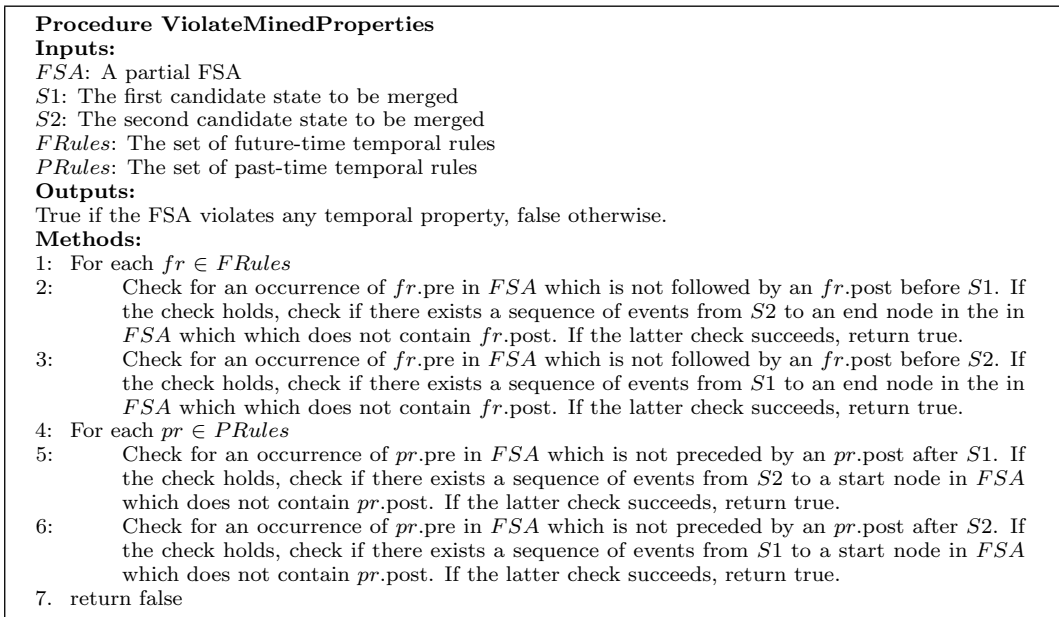 Procedure ViolateMinedProperties
Inputs:
FSA: A partial FSA
S1: The first candidate state to be merged
S2: The second candidate state to be merged
FRules: The set of future-time temporal rules
PRules: The set of past-time temporal rules
Outputs:
True if the FSA violates any temporal property, false otherwise.
Methods:
1: For each fr ∈ FRules
2: Check for an occurrence of fr.pre in FSA which is not followed by an fr.post before S1. If
the check holds, check if there exists a sequence of events from S2 to an end node in the in
FSA which which does not contain fr.post. If the latter check succeeds, return true.
3: Check for an occurrence of fr.pre in FSA which is not followed by an fr.post before S2. If
the check holds, check if there exists a sequence of events from S1 to an end node in the in
FSA which which does not contain fr.post. If the latter check succeeds, return true.
4: For each pr ∈ PRules
5: Check for an occurrence of pr.pre in FSA which is not preceded by an pr.post after S1. If
the check holds, check if there exists a sequence of events from S2 to a start node in FSA
which does not contain pr.post. If the latter check succeeds, return true.
6: Check for an occurrence of pr.pre in FSA which is not preceded by an pr.post after S2. If
the check holds, check if there exists a sequence of events from S1 to a start node in FSA
which does not contain pr.post. If the latter check succeeds, return true.
7. return false